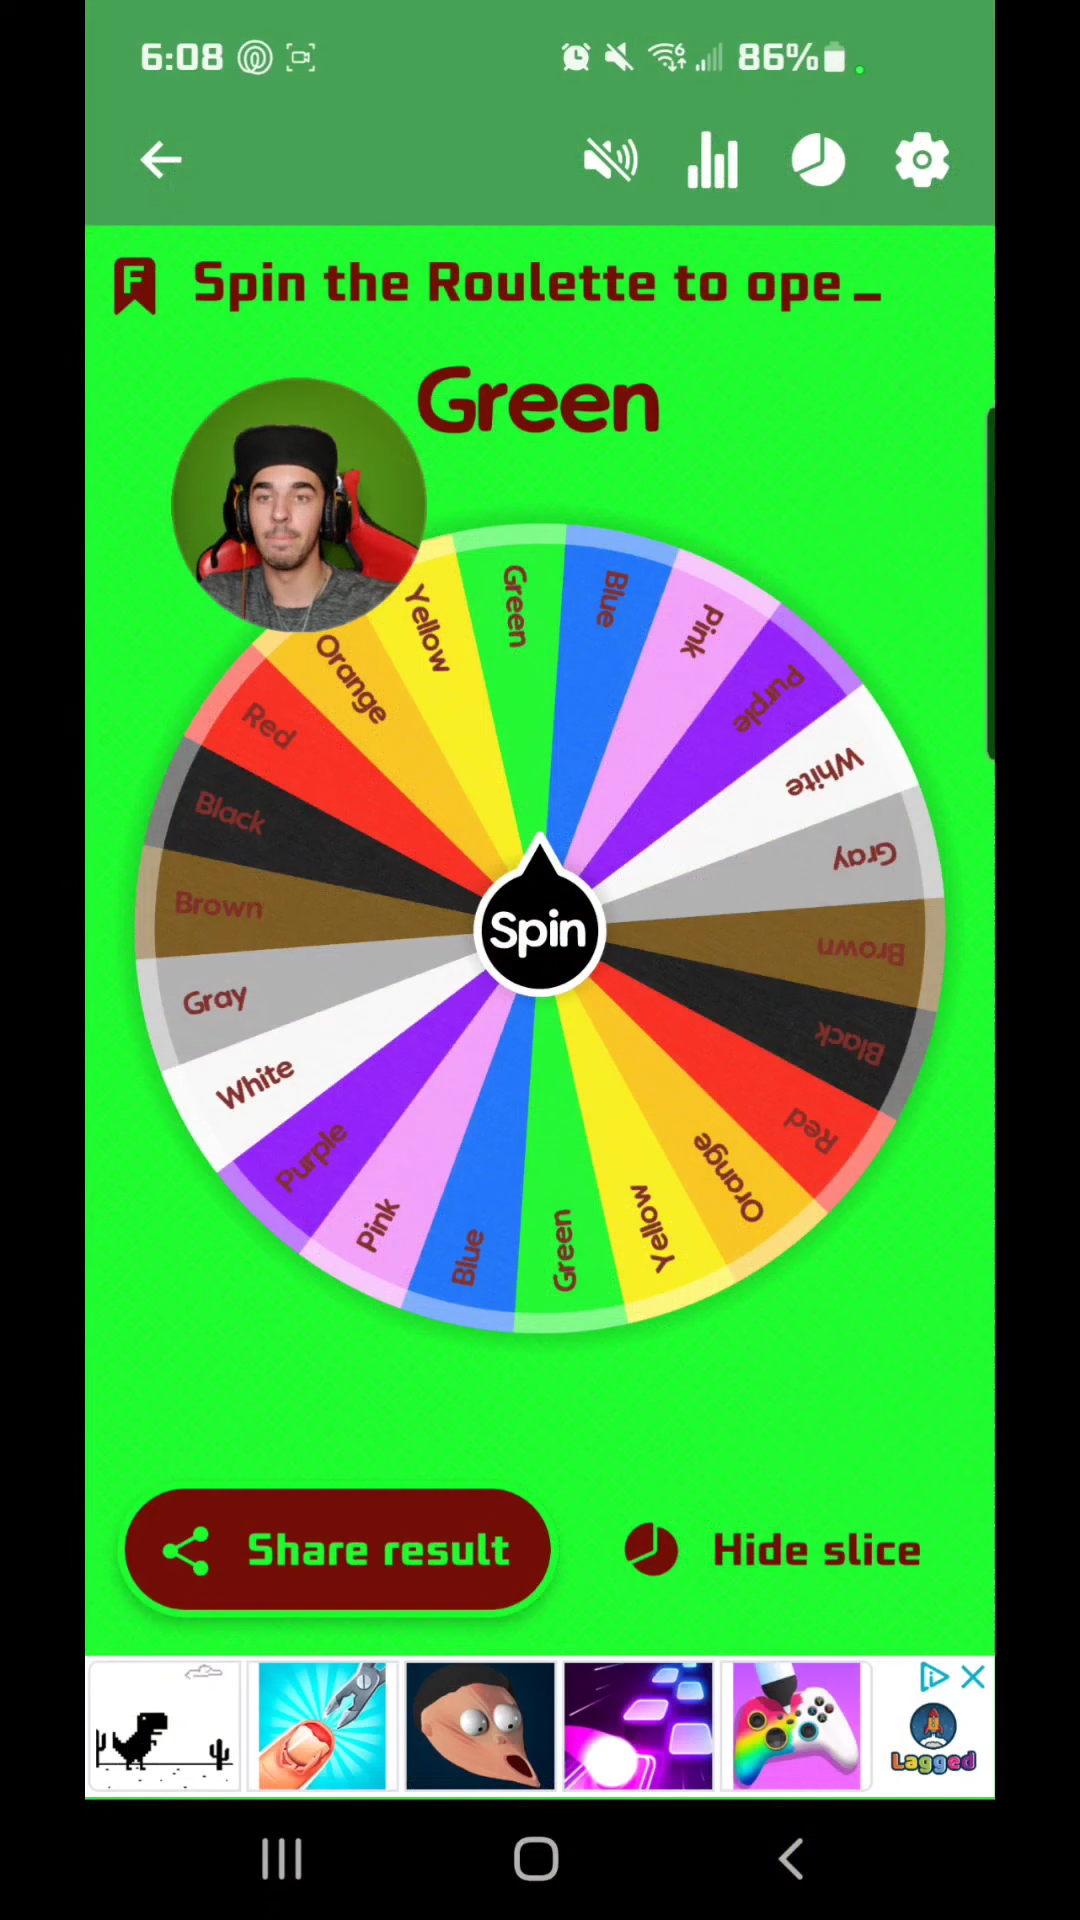 6:08
86%
Spin the Roulette to ope _
Green
Green
Blue
Pink
Purple
White
Gray
Brown
Black
Red
Orange
Yellow
Green
Blue
Pink
Purple
White
Gray
Brown
Black
Red
Orange
Yellow
Spin
Share result
Hide slice
Lagged